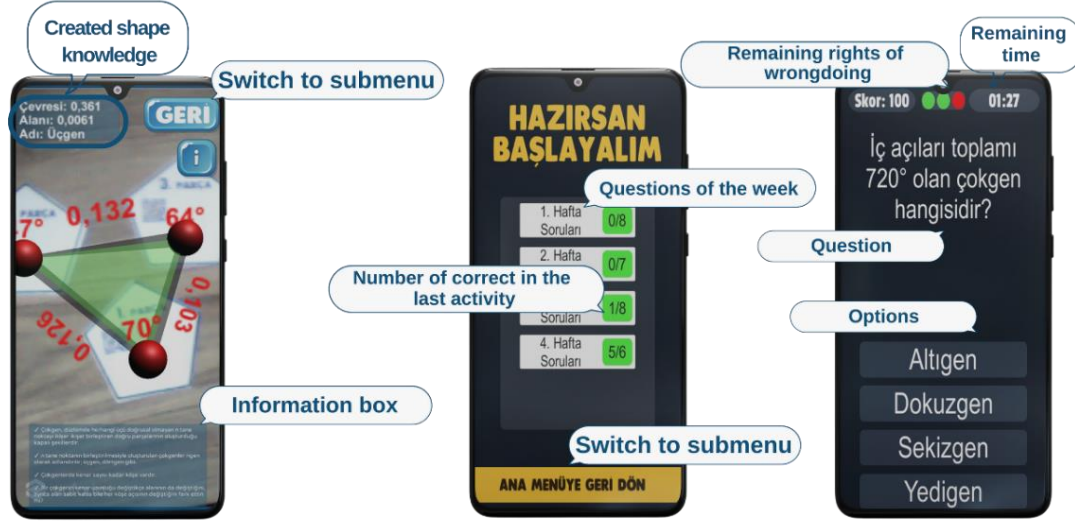 Created shape
knowledge
Switch to submenu
Çevresi: 0,361
Alanı: 0,0061
Adı: Üçgen
GERİ
i
3. PARÇA
PARÇA
0,132
64°
7°
0,103
0,126
70°
Information box
HAZIRSAN
BAŞLAYALIM
Questions of the week
1. Hafta
Soruları
0/8
2. Hafta
0/7
Number of correct in the
last activity
Soruları
1/8
4. Hafta
Soruları
5/6
Switch to submenu
ANA MENÜYE GERİ DÖN
Remaining rights of
wrongdoing
Remaining
time
Skor: 100
01:27
İç açıları toplamı
720° olan çokgen
hangisidir?
Question
Options
Altıgen
Dokuzgen
Sekizgen
Yedigen